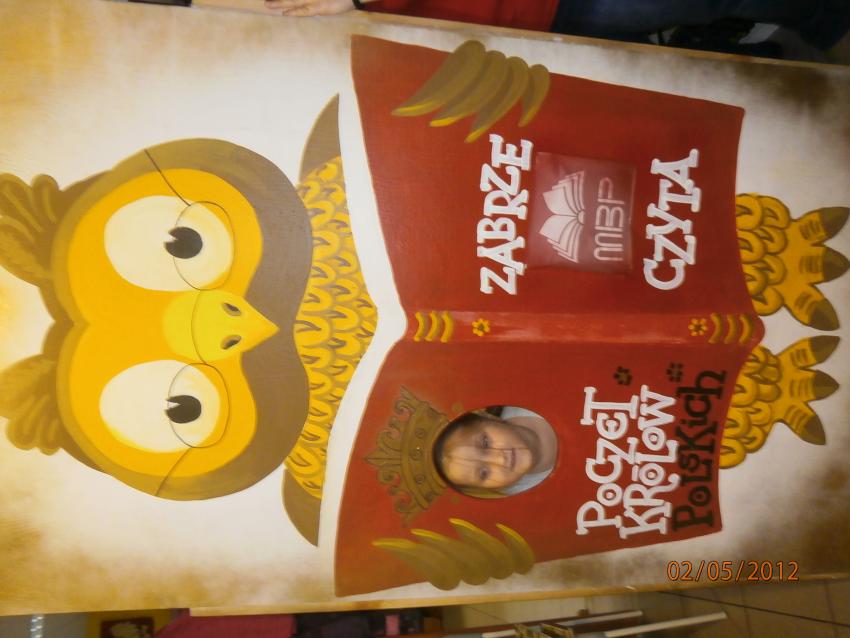 POCZET
KRÓLÓW
POLSKich
ZABRZE
MBP
CZYTA
02/05/2012